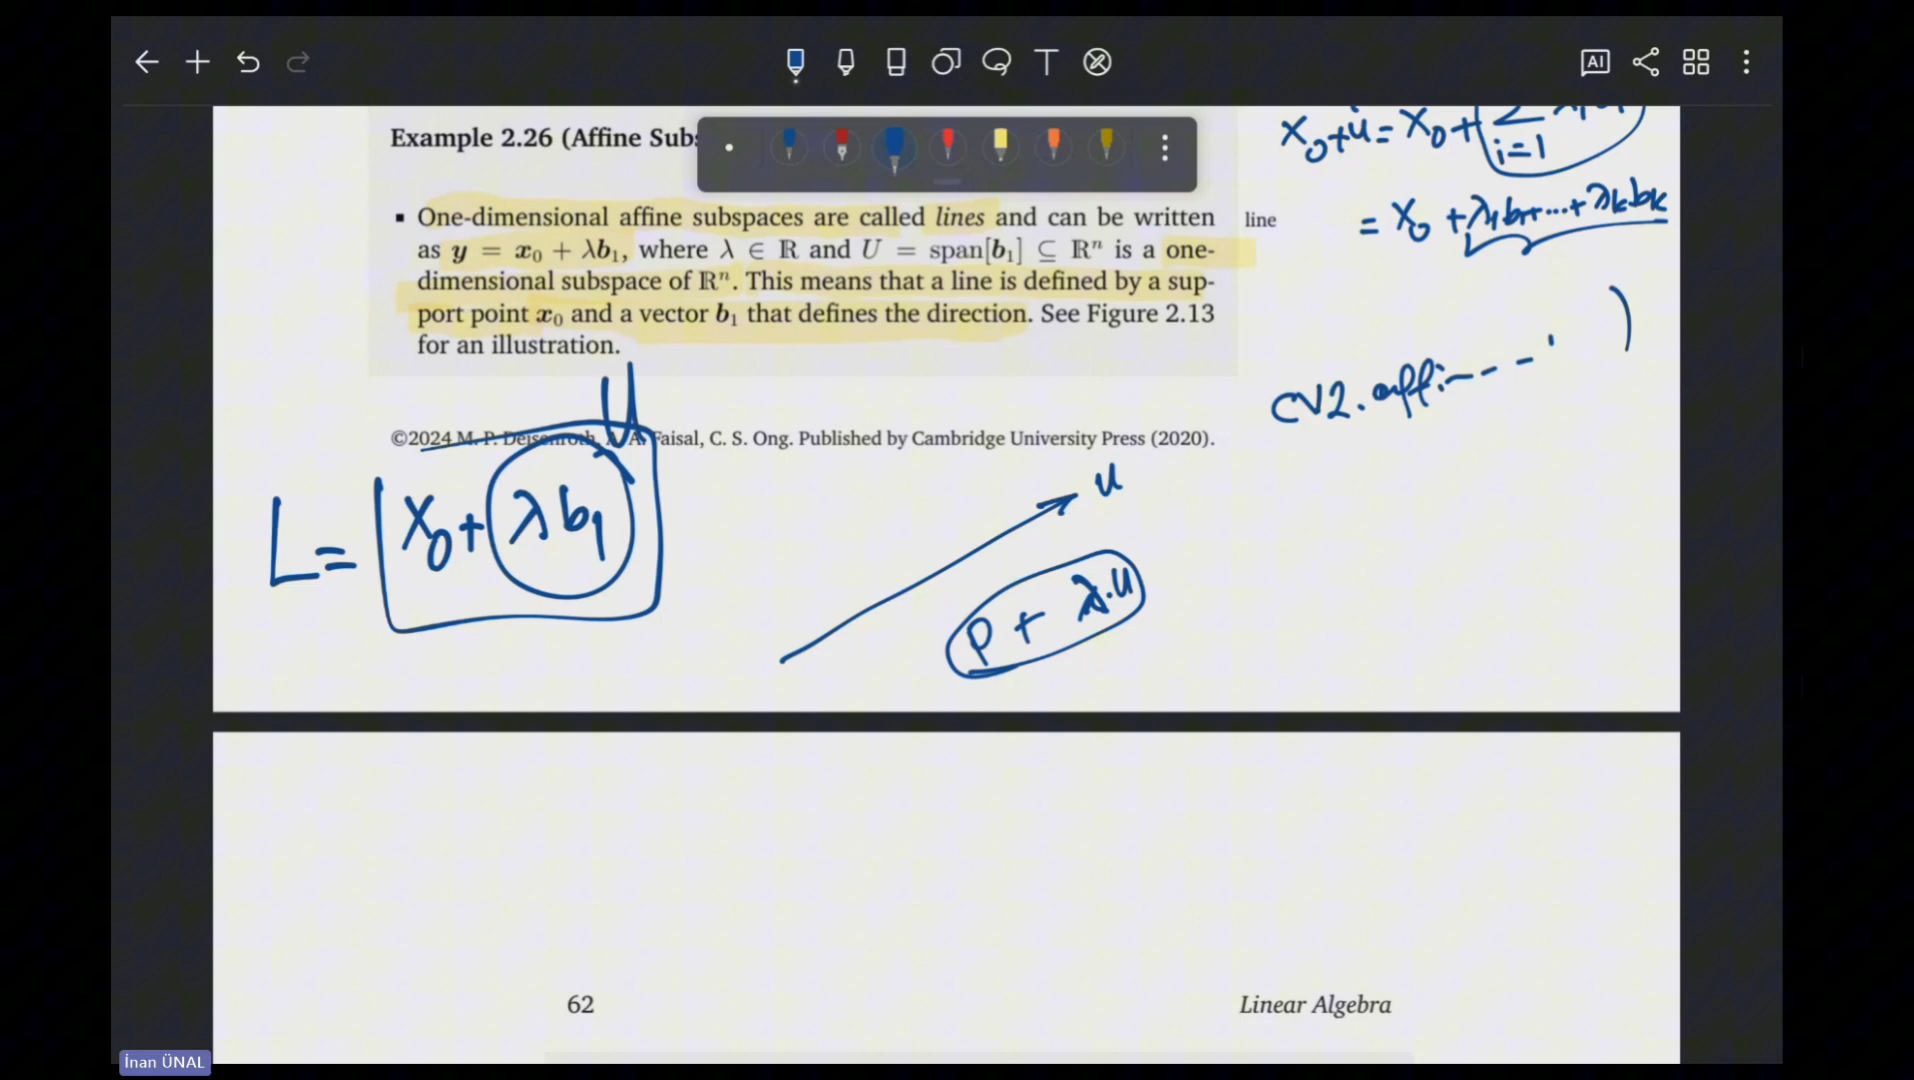 AI
Example 2.26 (Affine Subs
One-dimensional affine subspaces are called lines and can be written
as y = x₀ + λb₁, where λ ∈ ℝ and U = span[b₁] ⊆ ℝⁿ is a one-
dimensional subspace of ℝⁿ. This means that a line is defined by a sup-
port point x₀ and a vector b₁ that defines the direction. See Figure 2.13
for an illustration.
line
x₀+u=x₀+ Σ i=1
= x₀ + λ₁b₁+...+λₖbₖ
cv2.affi---- ' )
©2024 M. P. Deisenroth, A. A. Faisal, C. S. Ong. Published by Cambridge University Press (2020).
U
L= x₀+ λb₁
u
p + λ.u
62 Linear Algebra
İnan ÜNAL